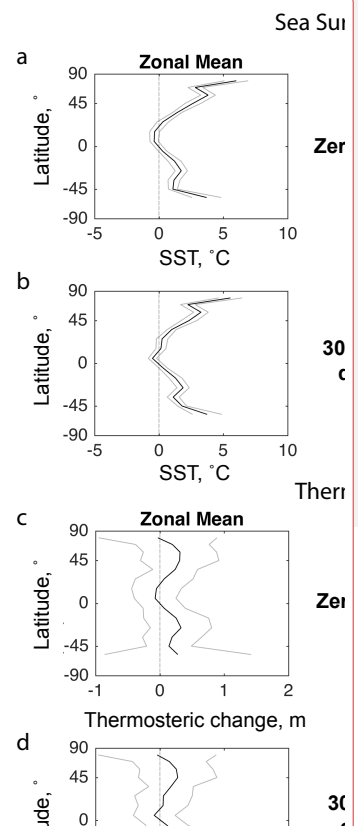 Sea Sur
a
Zonal Mean
90
45
0
-45
-90
Latitude, °
-5 0 5 10
SST, ˚C
Zer
b
90
45
0
-45
-90
Latitude, °
-5 0 5 10
SST, ˚C
30
Therr
c
Zonal Mean
90
45
0
-45
-90
Latitude, °
-1 0 1 2
Thermosteric change, m
Zer
d
90
45
0
30